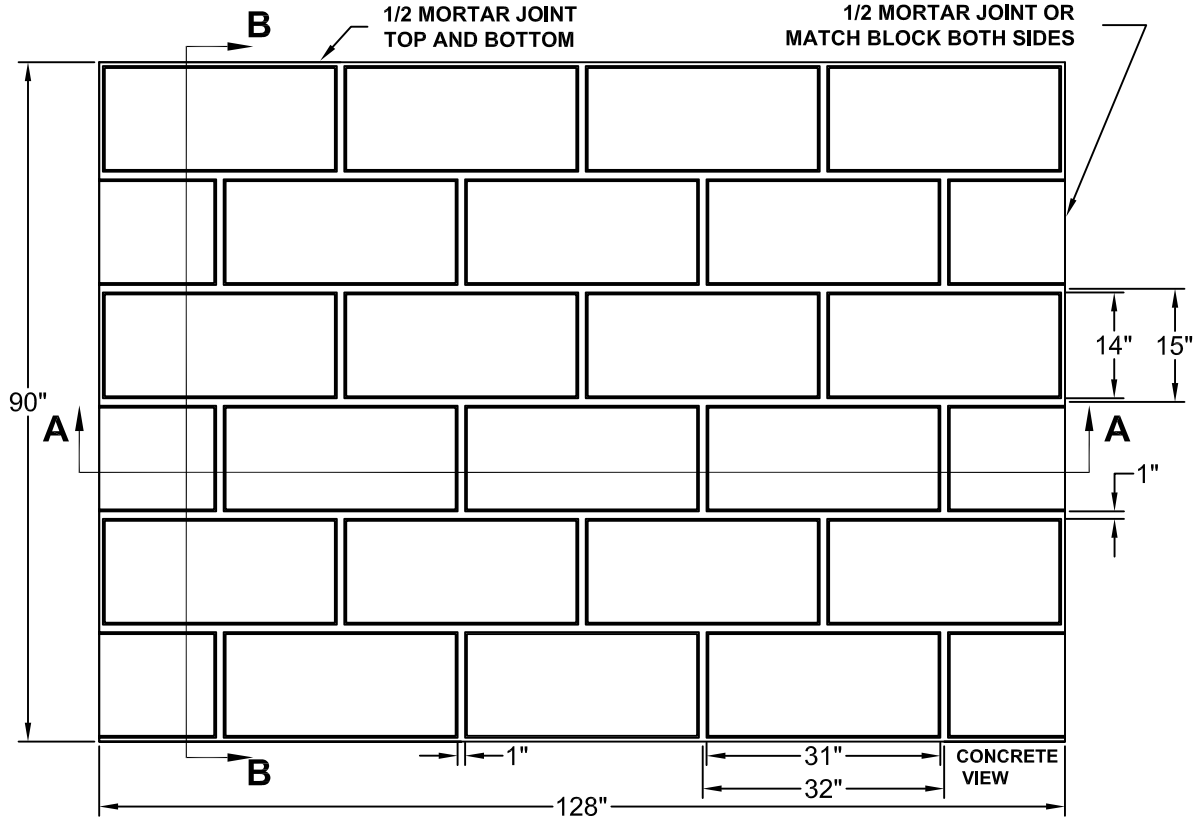 B
1/2 MORTAR JOINT
TOP AND BOTTOM
1/2 MORTAR JOINT OR
MATCH BLOCK BOTH SIDES
14"
15"
90"
A
A
1"
B
1"
31"
CONCRETE
VIEW
32"
128"